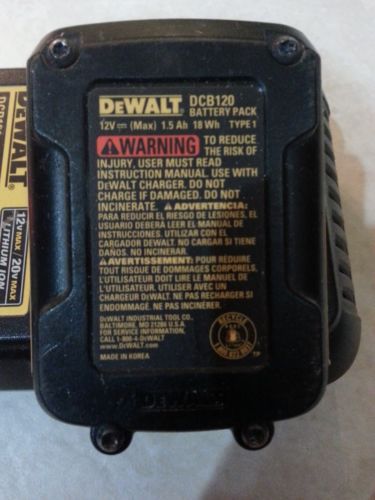 DEWALT DCB120
BATTERY PACK
12V (Max) 1.5 Ah 18 Wh TYPE 1
WARNING TO REDUCE
THE RISK OF
INJURY, USER MUST READ
INSTRUCTION MANUAL. USE WITH
DEWALT CHARGER. DO NOT
CHARGE IF DAMAGED. DO NOT
INCINERATE. ADVERTENCIA:
PARA REDUCIR EL RIESGO DE LESIONES, EL
USUARIO DEBERA LEER EL MANUAL DE
INSTRUCCIONES. UTILIZAR CON EL
CARGADOR DEWALT. NO CARGAR SI TIENE
DAÑOS. NO INCINERAR.
AVERTISSEMENT: POUR RÉDUIRE
TOUT RISQUE DE DOMMAGES CORPORELS,
L'UTILISATEUR DOIT LIRE LE MANUEL DE
L'UTILISATEUR. UTILISER AVEC UN
CHARGEUR DEWALT. NE PAS RECHARGER SI
ENDOMMAGÉ. NE PAS INCINÉRER.
DEWALT INDUSTRIAL TOOL CO.,
BALTIMORE, MD 21286 U.S.A.
FOR SERVICE INFORMATION,
CALL 1-800-4-DEWALT
www.DEWALT.com
MADE IN KOREA
RECYCLE
DEWALT
DEWALT
12V MAX 20V MAX
LITHIUM ION